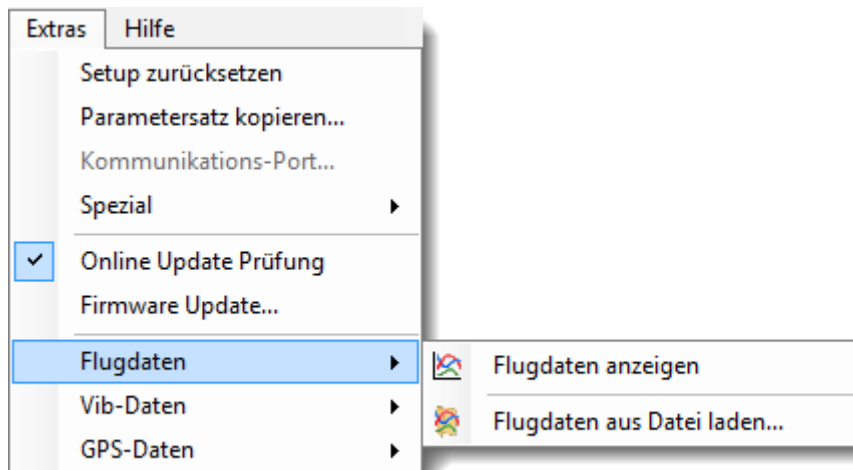 Extras Hilfe
Setup zurücksetzen
Parametersatz kopieren...
Kommunikations-Port...
Spezial
Online Update Prüfung
Firmware Update...
Flugdaten
Flugdaten anzeigen
Vib-Daten
Flugdaten aus Datei laden...
GPS-Daten